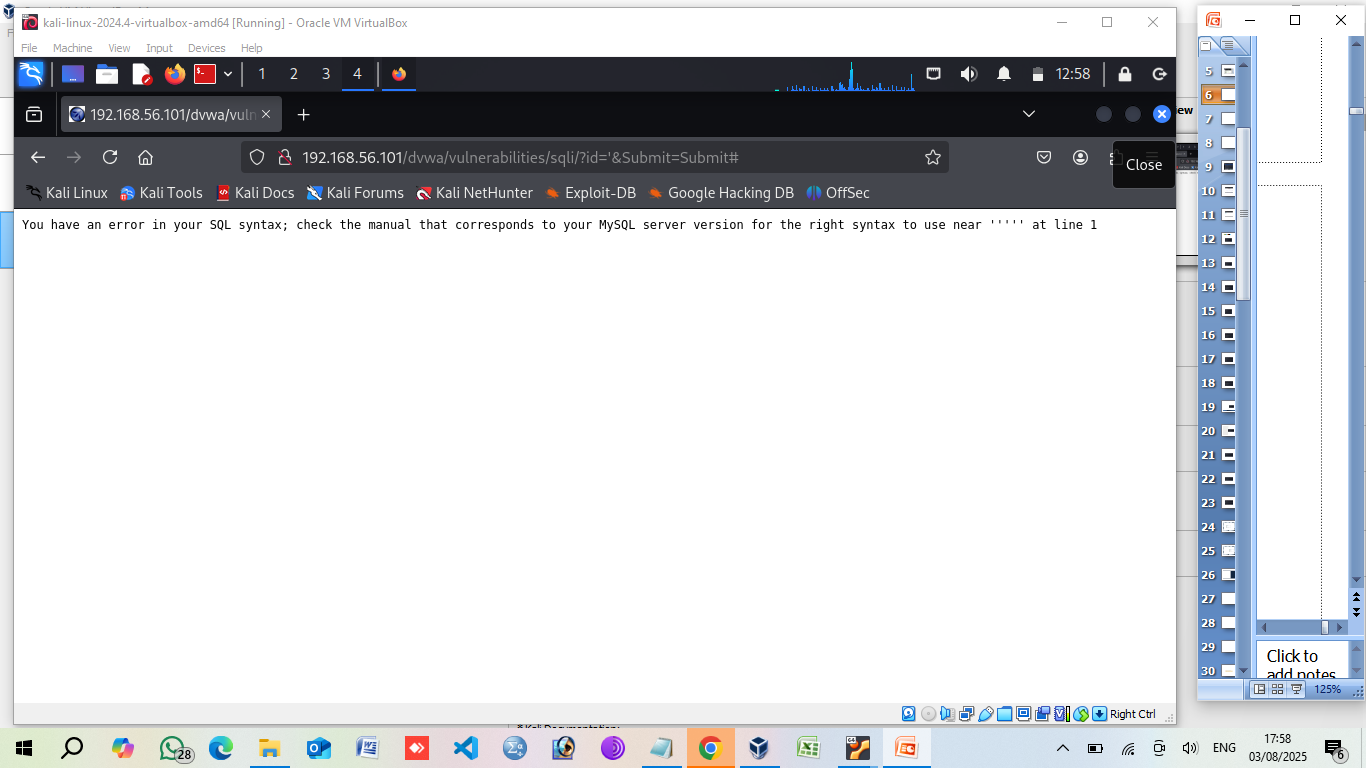 kali-linux-2024.4-virtualbox-amd64 [Running] - Oracle VM VirtualBox
File Machine View Input Devices Help
1 2 3 4 12:58
192.168.56.101/dvwa/vuln
192.168.56.101/dvwa/vulnerabilities/sqli/?id='&Submit=Submit#
Close
Kali Linux Kali Tools Kali Docs Kali Forums Kali NetHunter Exploit-DB Google Hacking DB OffSec
You have an error in your SQL syntax; check the manual that corresponds to your MySQL server version for the right syntax to use near ''''' at line 1
Right Ctrl
5
6
7
8
9
10
11
12
13
14
15
16
17
18
19
20
21
22
23
24
25
26
27
28
29
30
Click to
add notes
125%
28
ENG
17:58
03/08/2025
6